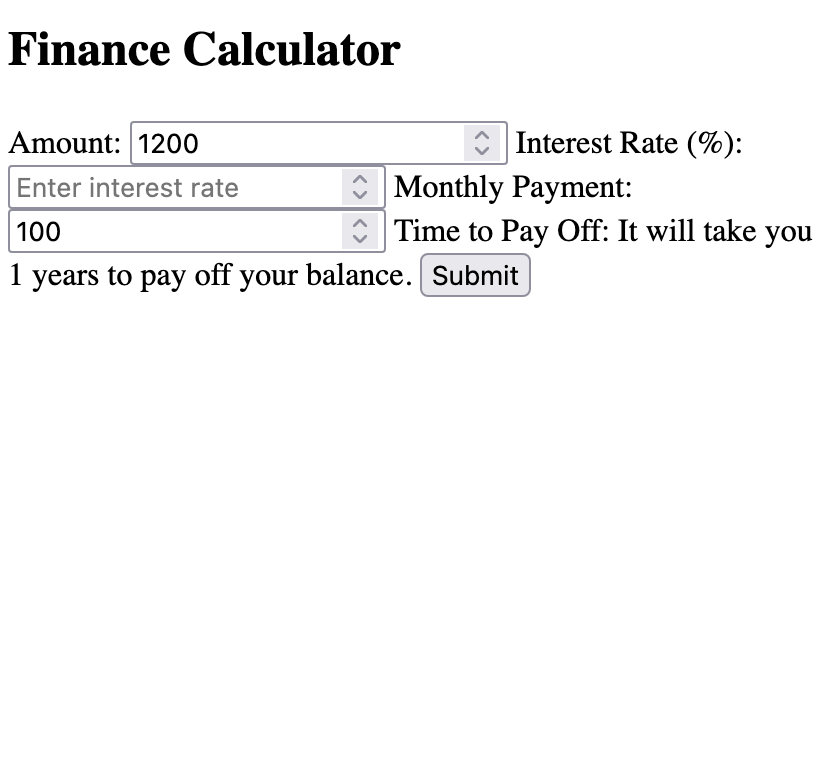 Finance Calculator
Amount: 1200 Interest Rate (%):
Enter interest rate Monthly Payment:
100 Time to Pay Off: It will take you
1 years to pay off your balance. Submit